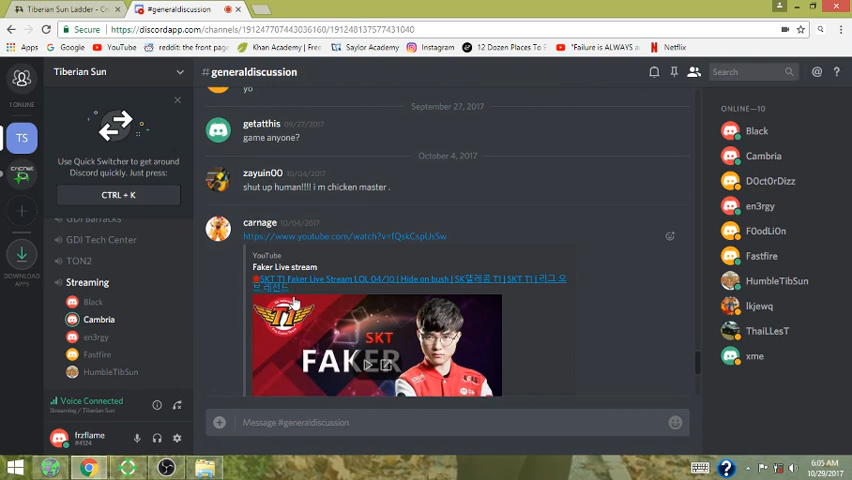 Tiberian Sun Ladder - Cn
#generaldiscussion
Secure
https://discordapp.com/channels/191247707443036160/191248157577431040
Apps
Google
YouTube
reddit: the front page
Khan Academy / Free
Saylor Academy
Instagram
12 Dozen Places To E
"Failure is ALWAYS a
Netflix
Tiberian Sun
#generaldiscussion
Search
1 ONLINE
TS
cncnet
DOWNLOAD
APPS
Use Quick Switcher to get around
Discord quickly. Just press:
CTRL + K
GDI Barracks
GDI Tech Center
TON2
Streaming
Black
Cambria
en3rgy
Fastfire
HumbleTibSun
Voice Connected
Streaming / Tiberian Sun
frzflame
#4124
yo
September 27, 2017
getatthis 09/27/2017
game anyone?
October 4, 2017
zayuin00 10/04/2017
shut up human!!!! i m chicken master .
carnage 10/04/2017
https://www.youtube.com/watch?v=fQskCspUsSw
YouTube
Faker Live stream
SKT T1 Faker Live Stream LOL 04/10 | Hide on bush | SK텔레콤 T1 | SKT T1 | 리그 오
브 레전드
T1
SKT
FAKER
Message #generaldiscussion
ONLINE—10
Black
Cambria
D0ct0rDizz
en3rgy
F0odLi0n
Fastfire
HumbleTibSun
lkjewq
ThaiLLesT
xme
6:05 AM
10/29/2017